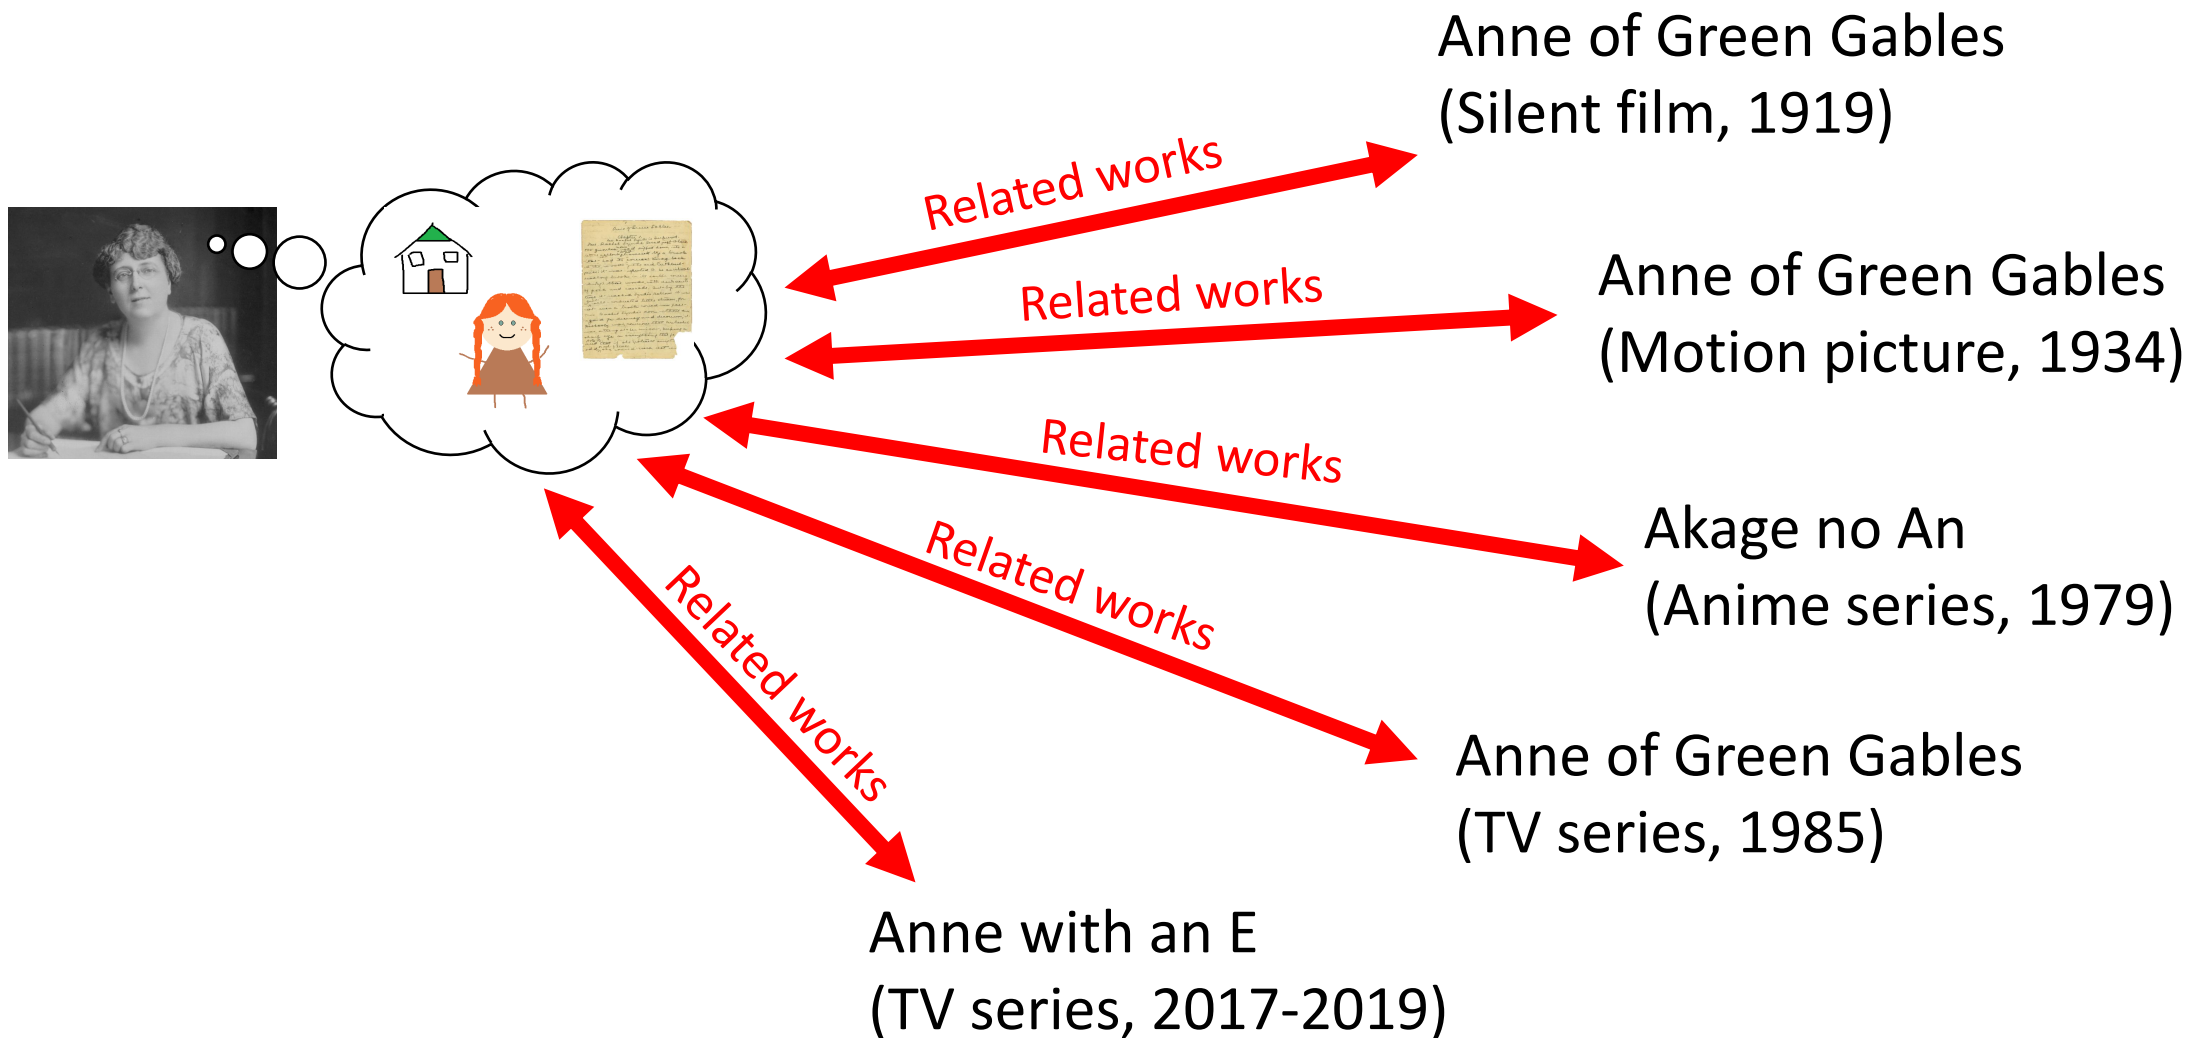 Anne of Green Gables
(Silent film, 1919)
Related works
Anne of Green Gables
(Motion picture, 1934)
Related works
Akage no An
(Anime series, 1979)
Related works
Anne of Green Gables
(TV series, 1985)
Related works
Anne with an E
(TV series, 2017-2019)
Related works